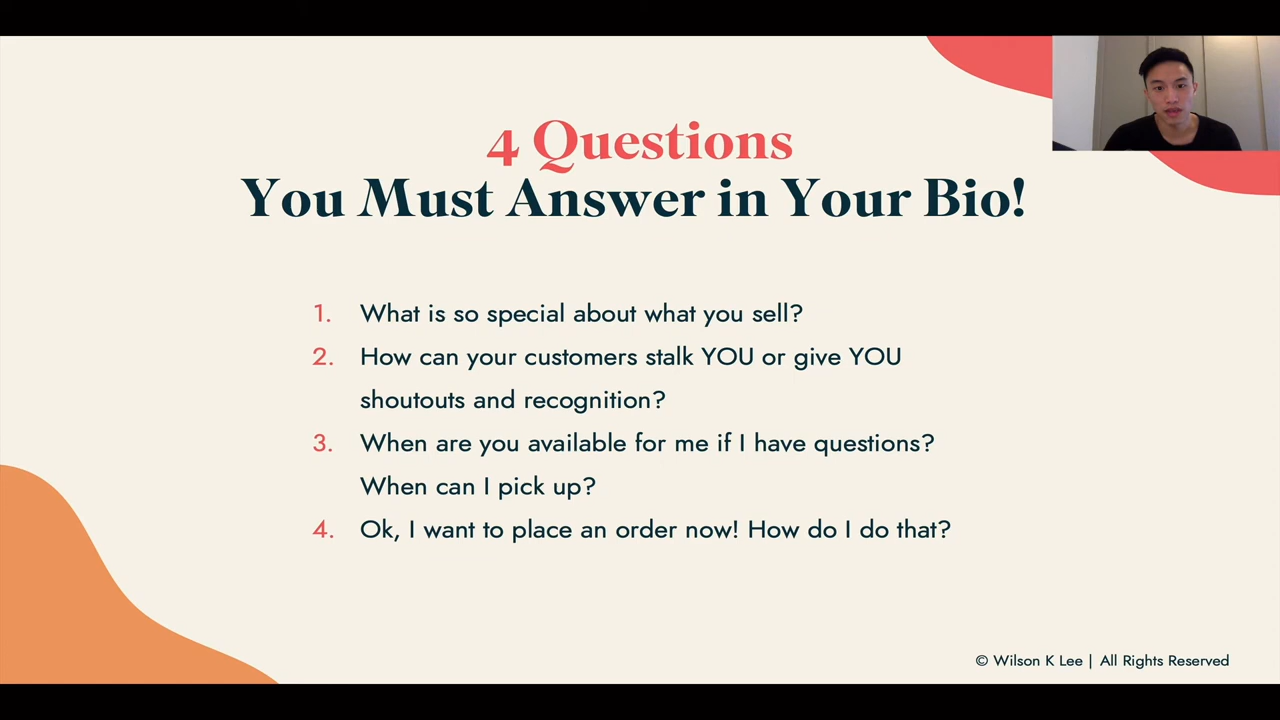 4 Questions
You Must Answer in Your Bio!
1. What is so special about what you sell?
2. How can your customers stalk YOU or give YOU
shoutouts and recognition?
3. When are you available for me if I have questions?
When can I pick up?
4. Ok, I want to place an order now! How do I do that?
© Wilson K Lee | All Rights Reserved